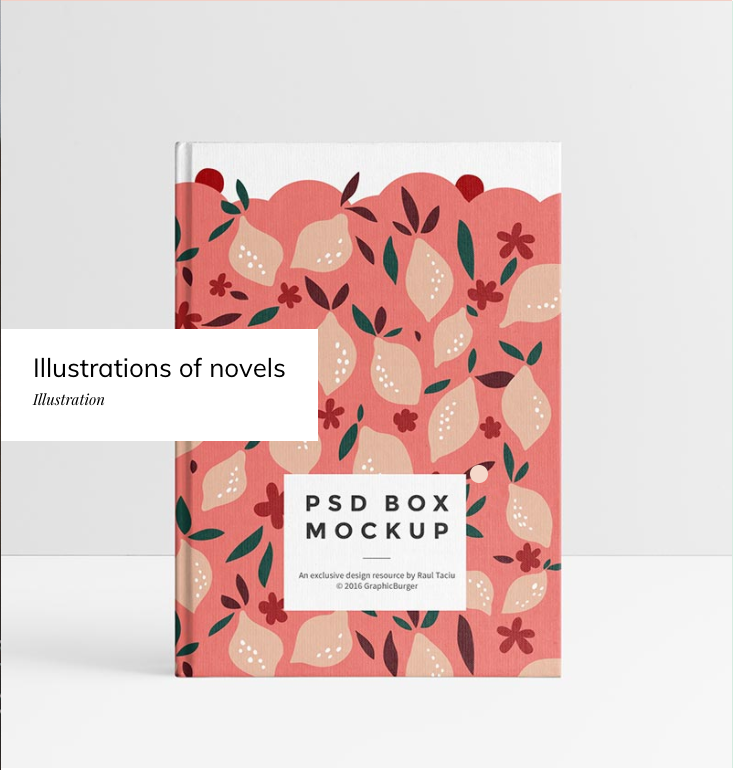 Illustrations of novels
Illustration
PSD BOX
MOCKUP
An exclusive design resource by Raul Taciu
© 2016 GraphicBurger